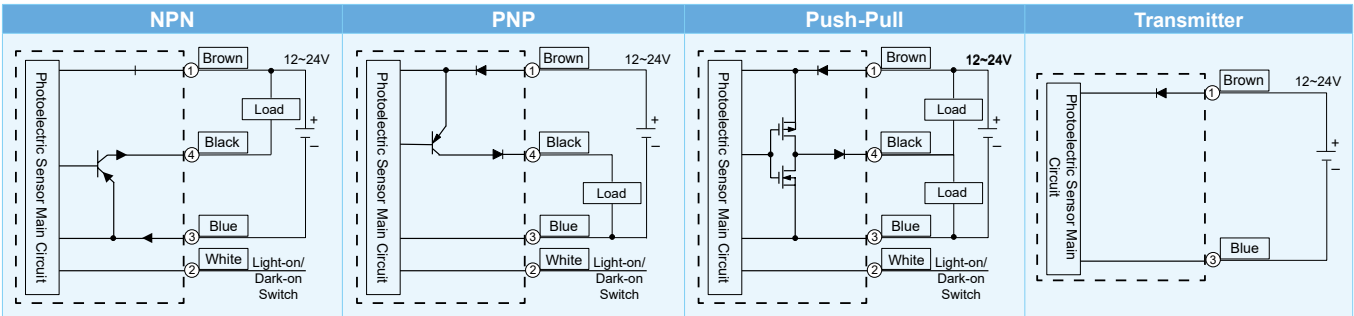 NPN
PNP
Push-Pull
Transmitter
Photoelectric Sensor Main Circuit
1
Brown
12~24V
Load
+
−
4
Black
3
Blue
2
White
Light-on/
Dark-on
Switch
Photoelectric Sensor Main Circuit
1
Brown
12~24V
+
−
4
Black
Load
3
Blue
2
White
Light-on/
Dark-on
Switch
Photoelectric Sensor Main Circuit
1
Brown
12~24V
Load
+
−
4
Black
Load
3
Blue
2
White
Light-on/
Dark-on
Switch
Photoelectric Sensor Main
Circuit
1
Brown
12~24V
+
−
3
Blue